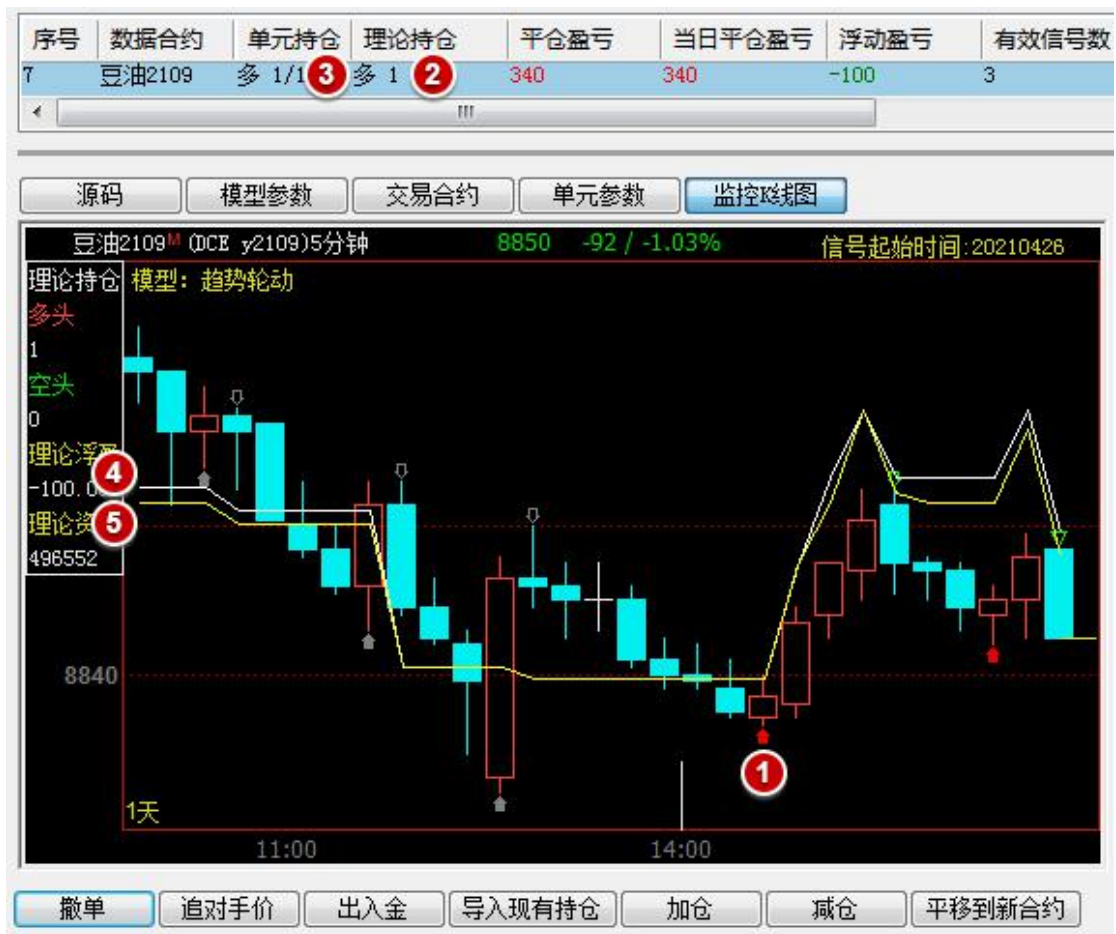 序号 数据合约 单元持仓 理论持仓 平仓盈亏 当日平仓盈亏 浮动盈亏 有效信号数
7 豆油2109 多 1/1 3 多 1 2 340 340 -100 3
源码 模型参数 交易合约 单元参数 监控K线图
豆油2109M (DCE y2109)5分钟 8850 -92 / -1.03% 信号起始时间:20210426
理论持仓 模型: 趋势轮动
多头
1
空头
0
理论浮
4
-100.0
理论资 5
496552
8840
1
1天
11:00 14:00
撤单 追对手价 出入金 导入现有持仓 加仓 减仓 平移到新合约